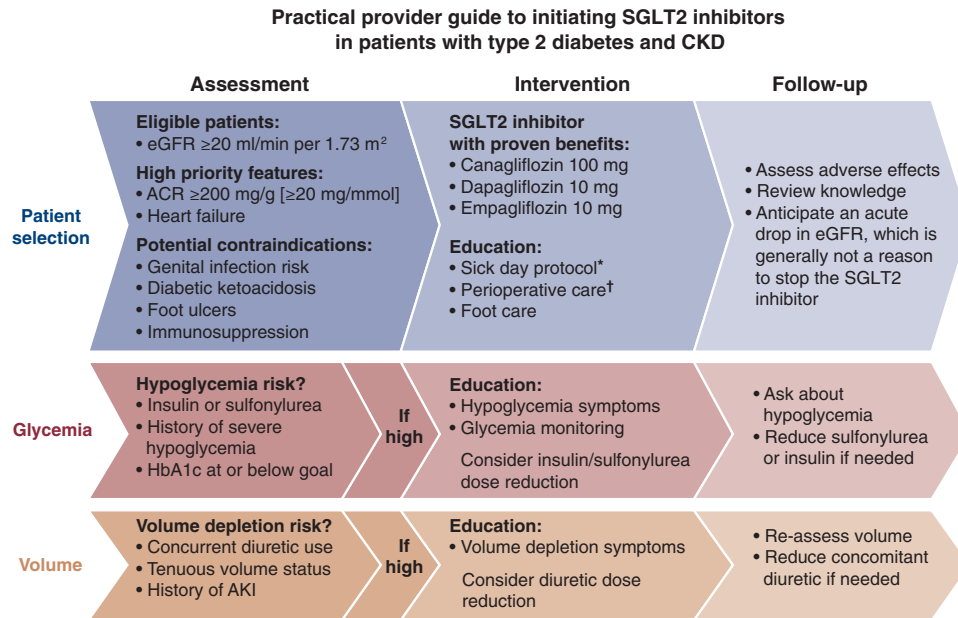 Practical provider guide to initiating SGLT2 inhibitors
in patients with type 2 diabetes and CKD
Assessment
Intervention
Follow-up
Patient
selection
Eligible patients:
• eGFR ≥20 ml/min per 1.73 m²
High priority features:
• ACR ≥200 mg/g [≥20 mg/mmol]
• Heart failure
Potential contraindications:
• Genital infection risk
• Diabetic ketoacidosis
• Foot ulcers
• Immunosuppression
SGLT2 inhibitor
with proven benefits:
• Canagliflozin 100 mg
• Dapagliflozin 10 mg
• Empagliflozin 10 mg
Education:
• Sick day protocol*
• Perioperative care†
• Foot care
• Assess adverse effects
• Review knowledge
• Anticipate an acute
drop in eGFR, which is
generally not a reason
to stop the SGLT2
inhibitor
Glycemia
Hypoglycemia risk?
• Insulin or sulfonylurea
• History of severe
hypoglycemia
• HbA1c at or below goal
If
high
Education:
• Hypoglycemia symptoms
• Glycemia monitoring
Consider insulin/sulfonylurea
dose reduction
• Ask about
hypoglycemia
• Reduce sulfonylurea
or insulin if needed
Volume
Volume depletion risk?
• Concurrent diuretic use
• Tenuous volume status
• History of AKI
If
high
Education:
• Volume depletion symptoms
Consider diuretic dose
reduction
• Re-assess volume
• Reduce concomitant
diuretic if needed